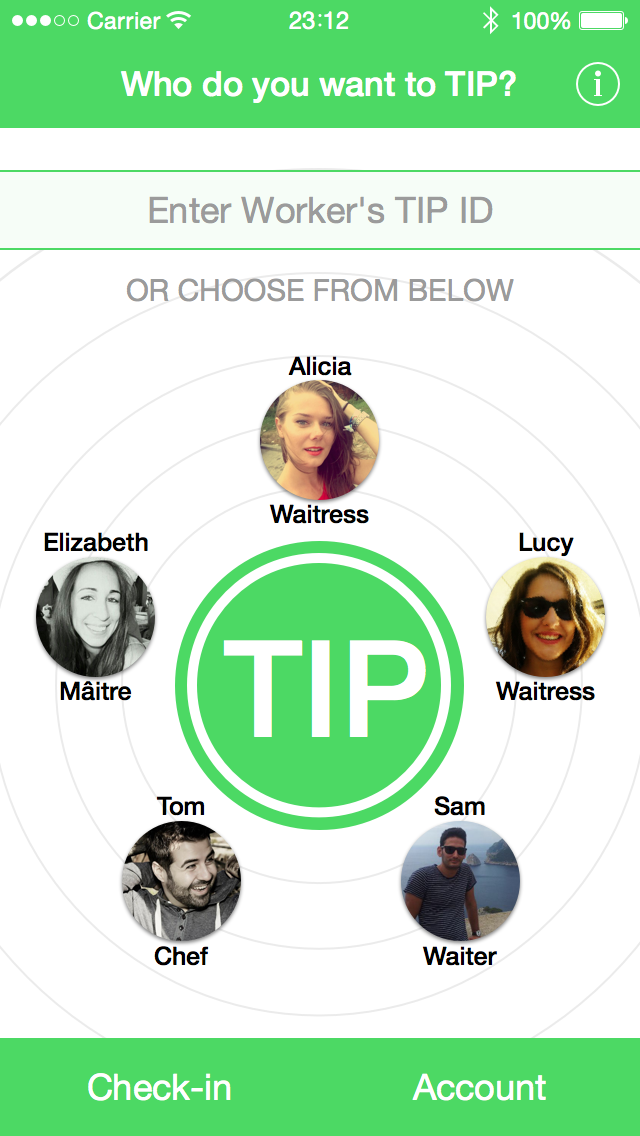 Carrier 23:12 100%
Who do you want to TIP? i
Enter Worker's TIP ID
OR CHOOSE FROM BELOW
Alicia
Waitress
Elizabeth
Mâitre
Lucy
Waitress
TIP
Tom
Chef
Sam
Waiter
Check-in Account